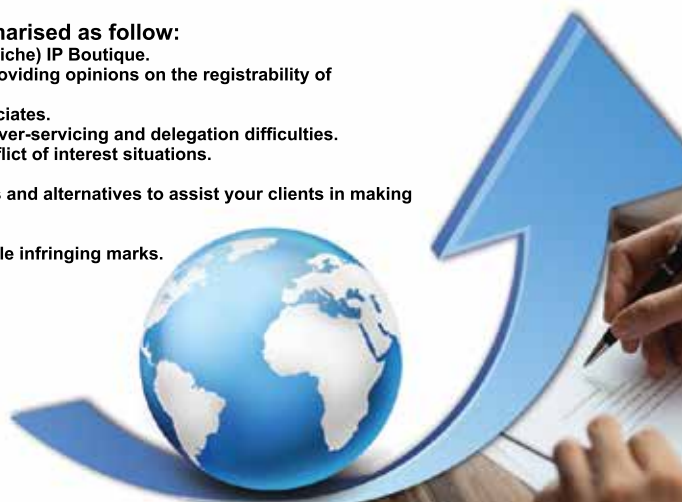 narised as follow:
iche) IP Boutique.
oviding opinions on the registrability of
ciates.
ver-servicing and delegation difficulties.
flict of interest situations.
s and alternatives to assist your clients in making
le infringing marks.